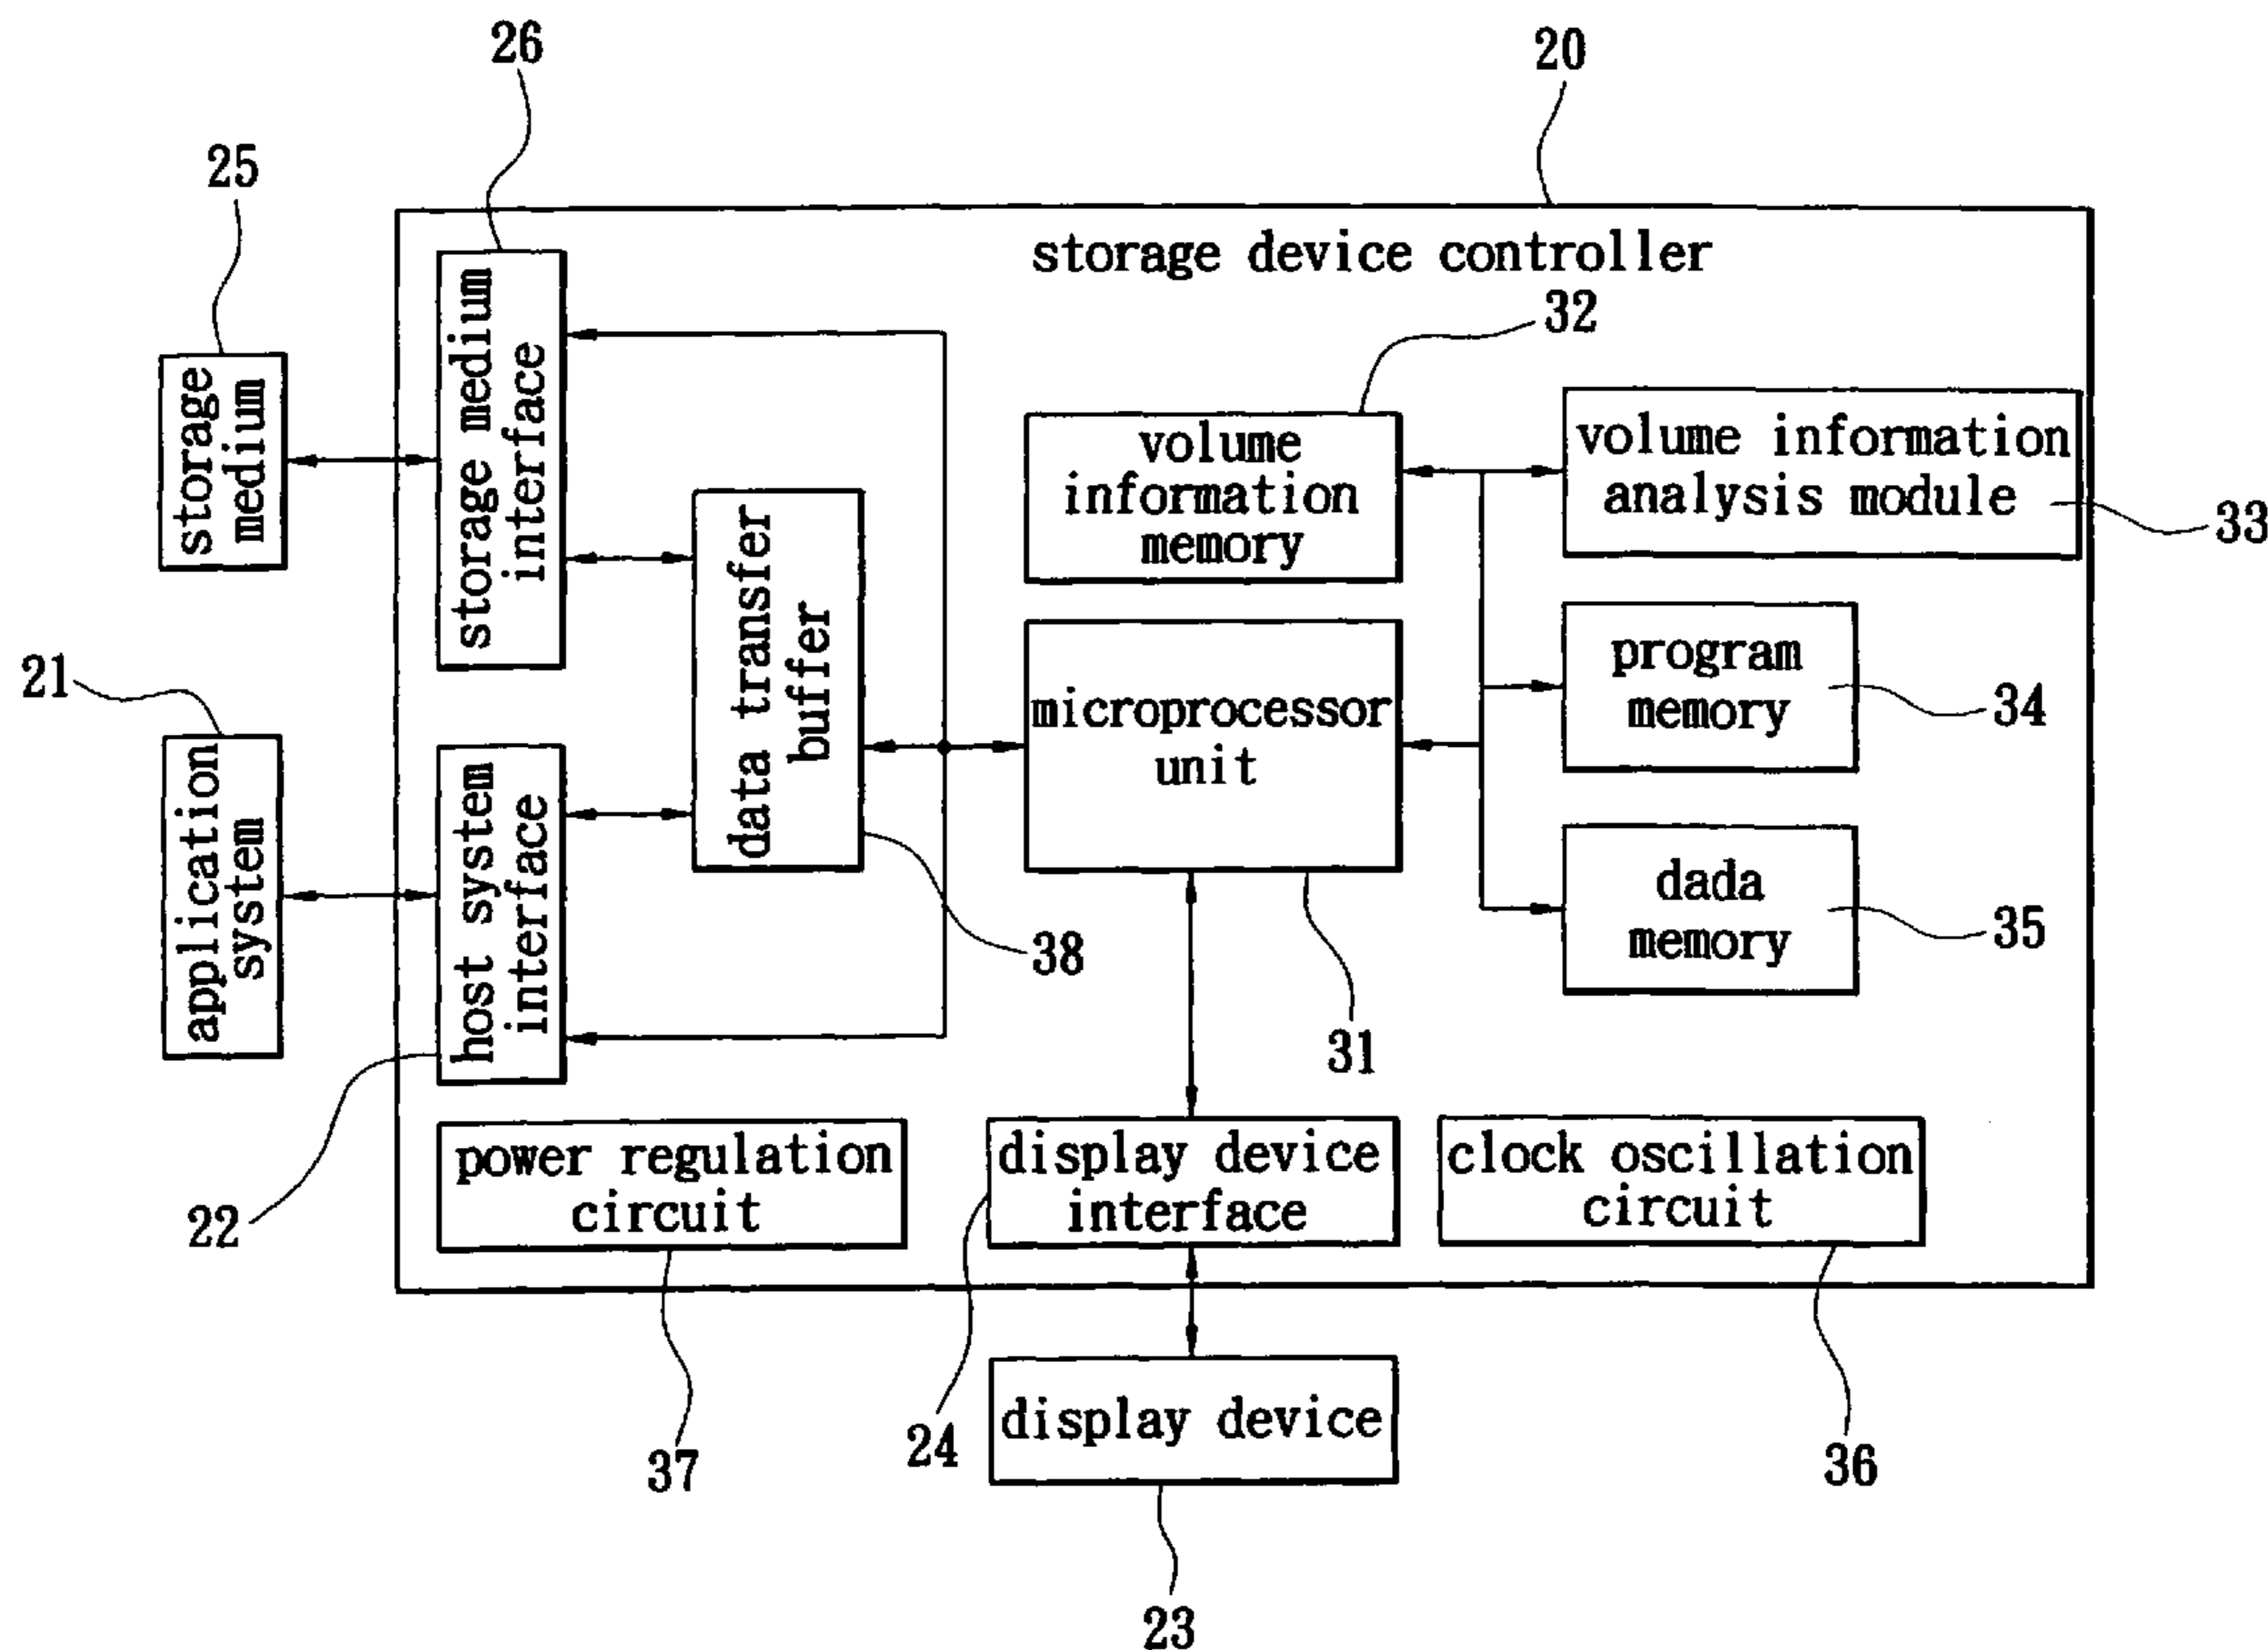 26
20
25
storage device controller
32
storage
medium
storage medium
interface
volume
information
memory
volume information
analysis module
33
data transfer
buffer
21
program
memory
34
microprocessor
unit
application
system
host system
interface
dada
memory
35
38
31
22
power regulation
circuit
display device
interface
clock oscillation
circuit
37
24
display device
36
23